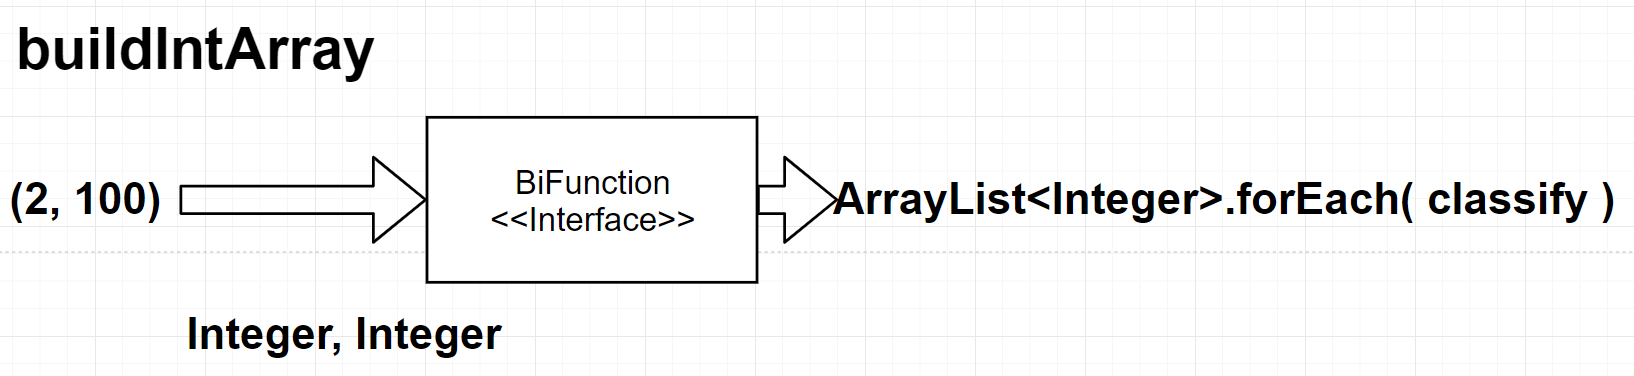 buildIntArray
(2, 100)
BiFunction
<<Interface>>
ArrayList<Integer>.forEach( classify )
Integer, Integer